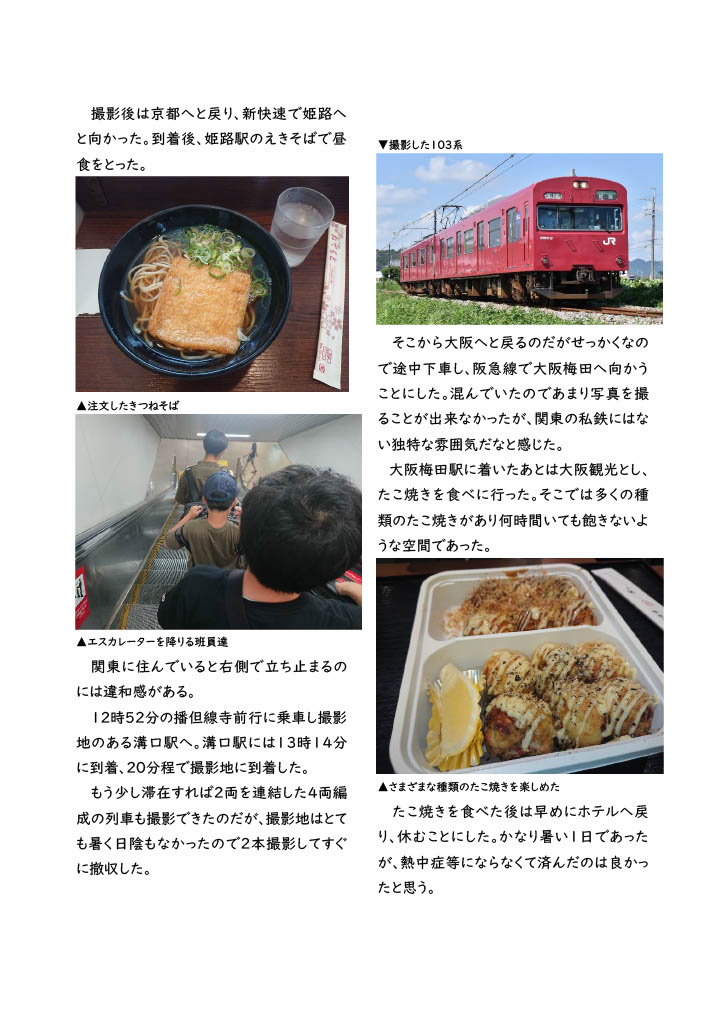 撮影後は京都へと戻り、新快速で姫路へ
と向かった。到着後、姫路駅のえきそばで昼
食をとった。
▲注文したきつねそば
▲エスカレーターを降りる班員達
関東に住んでいると右側で立ち止まるの
には違和感がある。
12時52分の播但線寺前行に乗車し撮影
地のある溝口駅へ。溝口駅には13時14分
に到着、20分程で撮影地に到着した。
もう少し滞在すれば2両を連結した4両編
成の列車も撮影できたのだが、撮影地はとて
も暑く日陰もなかったので2本撮影してすぐ
に撤収した。
▼撮影した103系
JR
そこから大阪へと戻るのだがせっかくなの
で途中下車し、阪急線で大阪梅田へ向かう
ことにした。混んでいたのであまり写真を撮
ることが出来なかったが、関東の私鉄にはな
い独特な雰囲気だなと感じた。
大阪梅田駅に着いたあとは大阪観光とし、
たこ焼きを食べに行った。そこでは多くの種
類のたこ焼きがあり何時間いても飽きないよ
うな空間であった。
▲さまざまな種類のたこ焼きを楽しめた
たこ焼きを食べた後は早めにホテルへ戻
り、休むことにした。かなり暑い1日であった
が、熱中症等にならなくて済んだのは良かっ
たと思う。